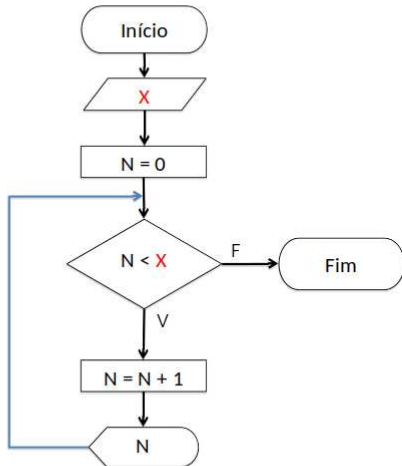 Início
X
N = 0
N < X
F
Fim
V
N = N + 1
N